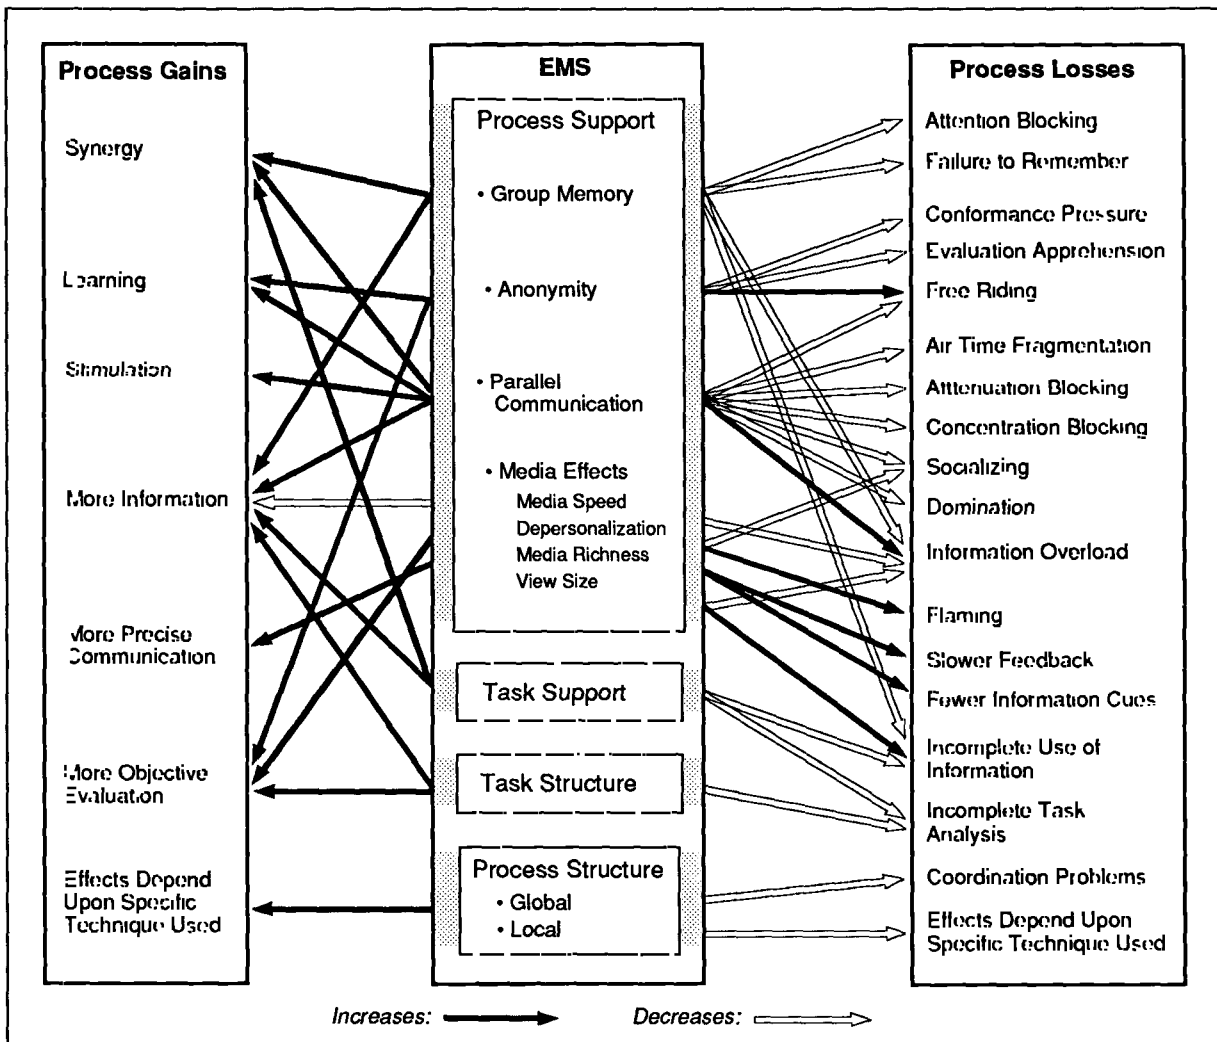 Process Gains
Synergy
Learning
Stimulation
More Information
More Precise
Communication
More Objective
Evaluation
Effects Depend
Upon Specific
Technique Used
EMS
Process Support
• Group Memory
• Anonymity
• Parallel
Communication
• Media Effects
Media Speed
Depersonalization
Media Richness
View Size
Task Support
Task Structure
Process Structure
• Global
• Local
Process Losses
Attention Blocking
Failure to Remember
Conformance Pressure
Evaluation Apprehension
Free Riding
Air Time Fragmentation
Atttenuation Blocking
Concentration Blocking
Socializing
Domination
Information Overload
Flaming
Slower Feedback
Fewer Information Cues
Incomplete Use of
Information
Incomplete Task
Analysis
Coordination Problems
Effects Depend Upon
Specific Technique Used
Increases:
Decreases: